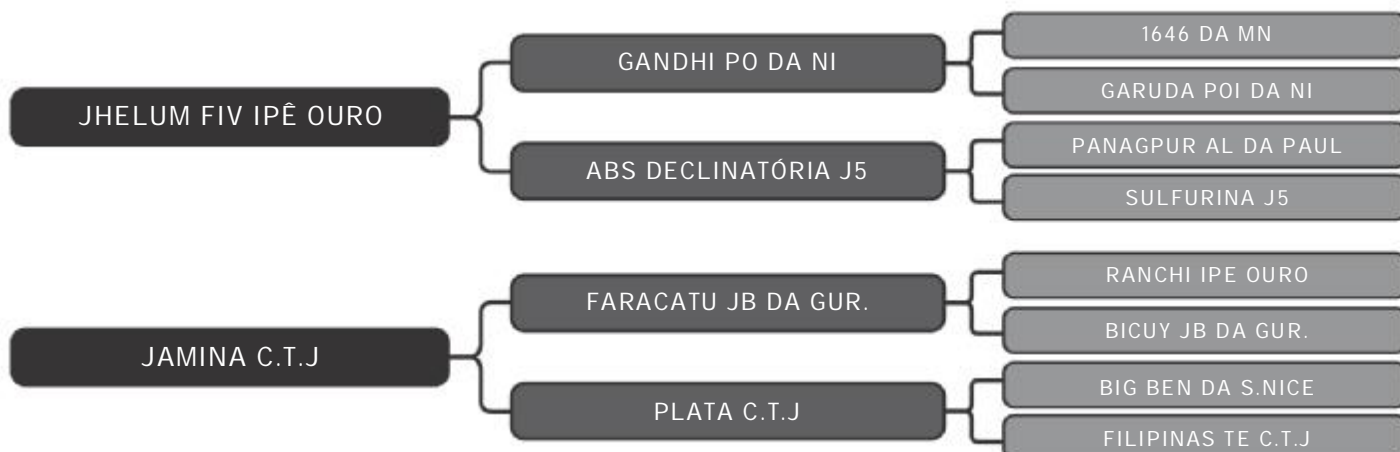 JHELUM FIV IPÊ OURO
GANDHI PO DA NI
1646 DA MN
GARUDA POI DA NI
ABS DECLINATÓRIA J5
PANAGPUR AL DA PAUL
SULFURINA J5
JAMINA C.T.J
FARACATU JB DA GUR.
RANCHI IPE OURO
BICUY JB DA GUR.
PLATA C.T.J
BIG BEN DA S.NICE
FILIPINAS TE C.T.J